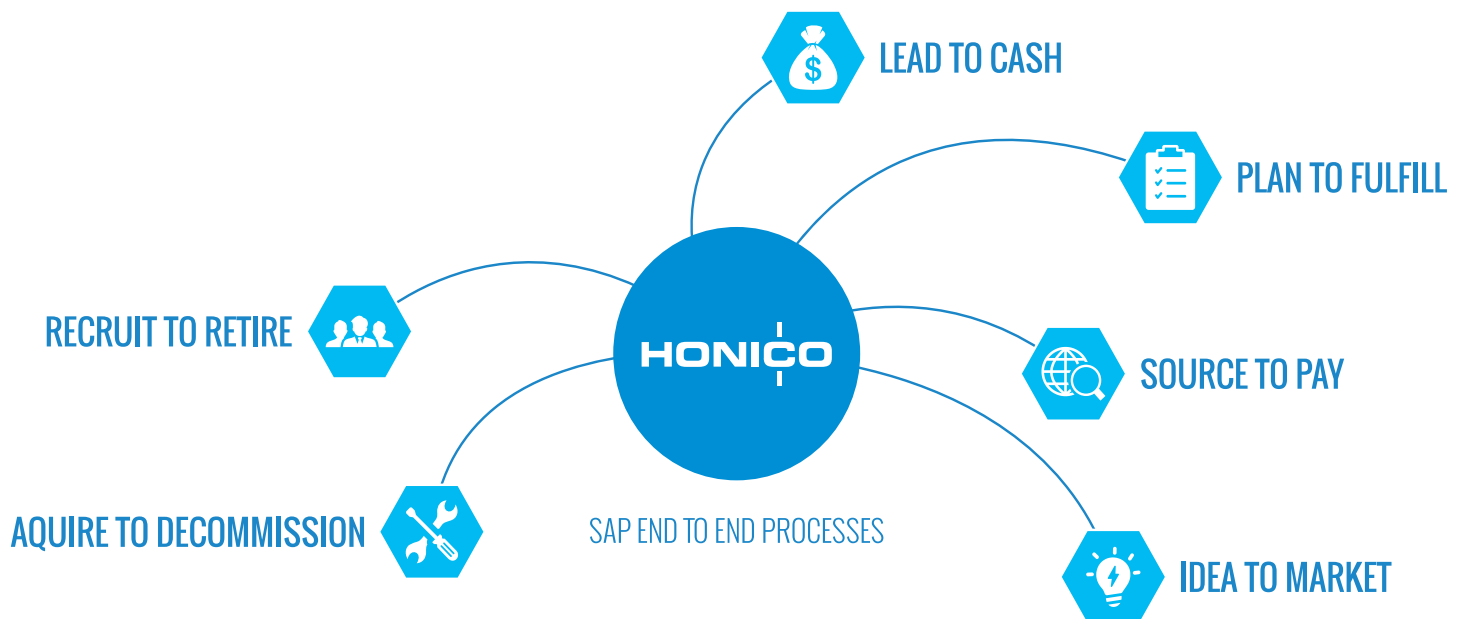 LEAD TO CASH
PLAN TO FULFILL
RECRUIT TO RETIRE
HONICO
SOURCE TO PAY
AQUIRE TO DECOMMISSION
SAP END TO END PROCESSES
IDEA TO MARKET